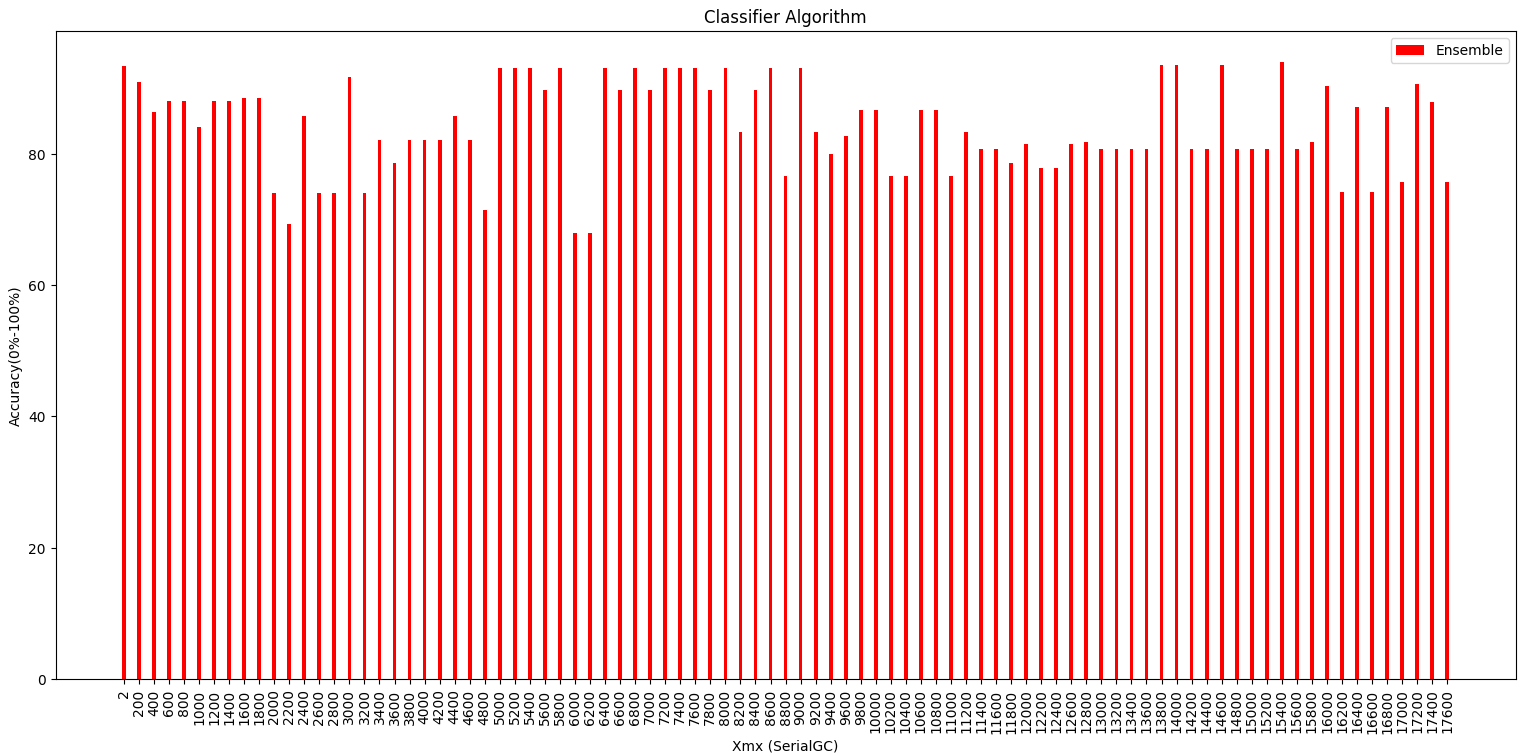 Classifier Algorithm
Ensemble
Accuracy(0%-100%)
80
60
40
20
0
2 200 400 600 800 1000 1200 1400 1600 1800 2000 2200 2400 2600 2800 3000 3200 3400 3600 3800 4000 4200 4400 4600 4800 5000 5200 5400 5600 5800 6000 6200 6400 6600 6800 7000 7200 7400 7600 7800 8000 8200 8400 8600 8800 9000 9200 9400 9600 9800 10000 10200 10400 10600 10800 11000 11200 11400 11600 11800 12000 12200 12400 12600 12800 13000 13200 13400 13600 13800 14000 14200 14400 14600 14800 15000 15200 15400 15600 15800 16000 16200 16400 16600 16800 17000 17200 17400 17600
Xmx (SerialGC)